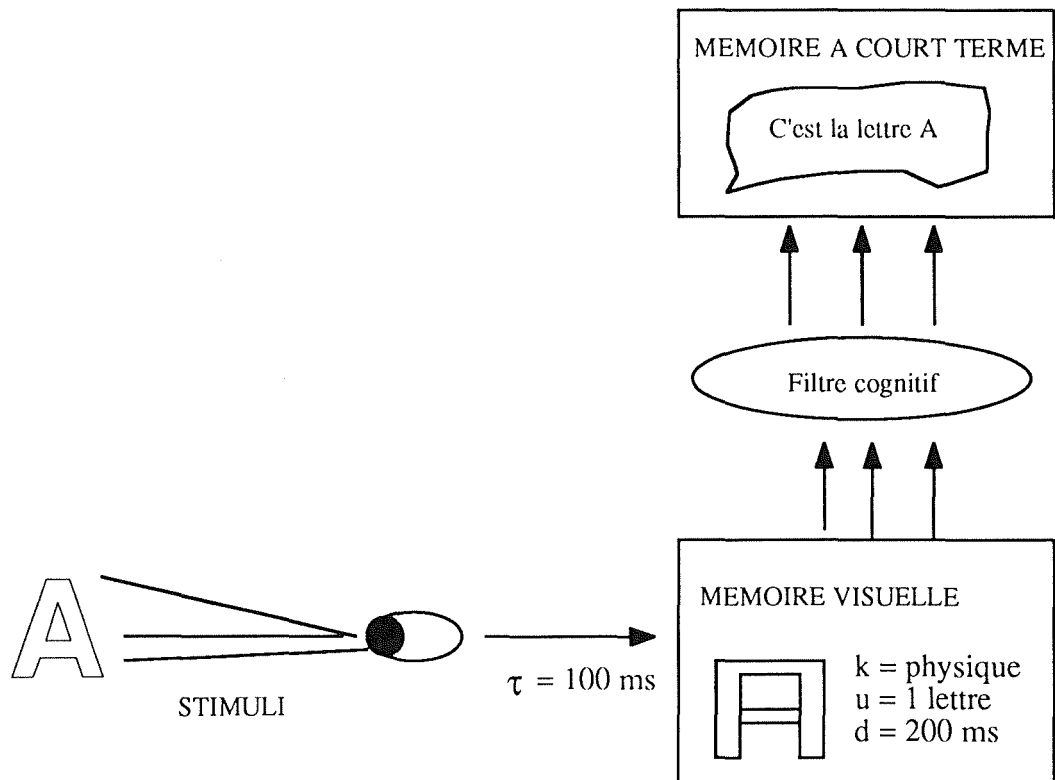 MEMOIRE A COURT TERME
C'est la lettre A
Filtre cognitif
A
STIMULI
τ = 100 ms
MEMOIRE VISUELLE
A
k = physique
u = 1 lettre
d = 200 ms